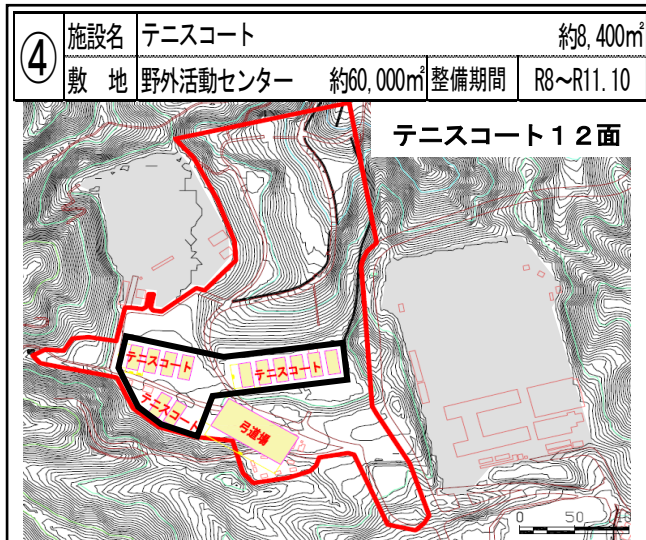 ④ 施設名 テニスコート 約8,400㎡
敷 地 野外活動センター 約60,000㎡ 整備期間 R8～R11.10
テニスコート12面
テニスコート
テニスコート
テニスコート
弓道場
0 50